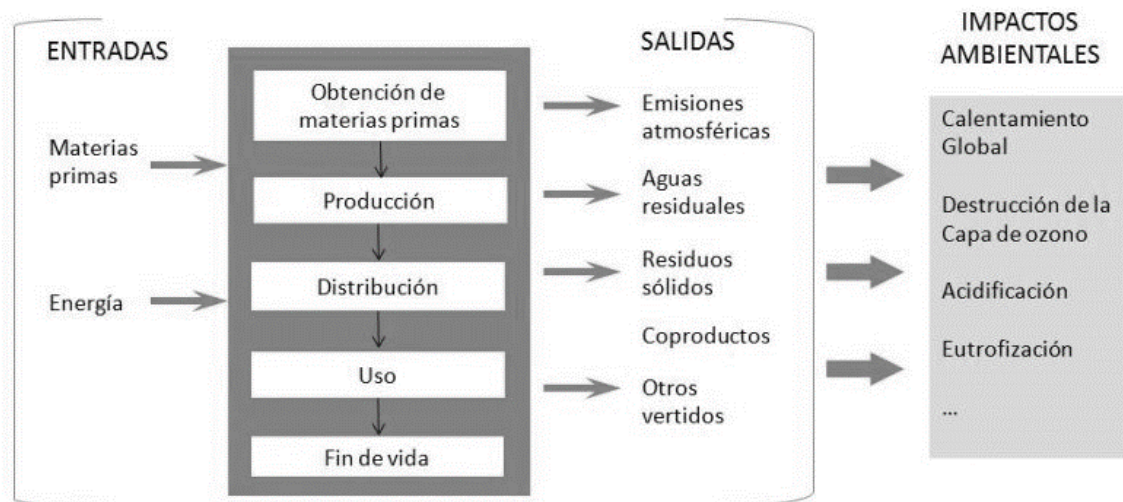 ENTRADAS
Materias
primas
Energía
Obtención de
materias primas
Producción
Distribución
Uso
Fin de vida
SALIDAS
Emisiones
atmosféricas
Aguas
residuales
Residuos
sólidos
Coproductos
Otros
vertidos
IMPACTOS
AMBIENTALES
Calentamiento
Global
Destrucción de la
Capa de ozono
Acidificación
Eutrofización
...